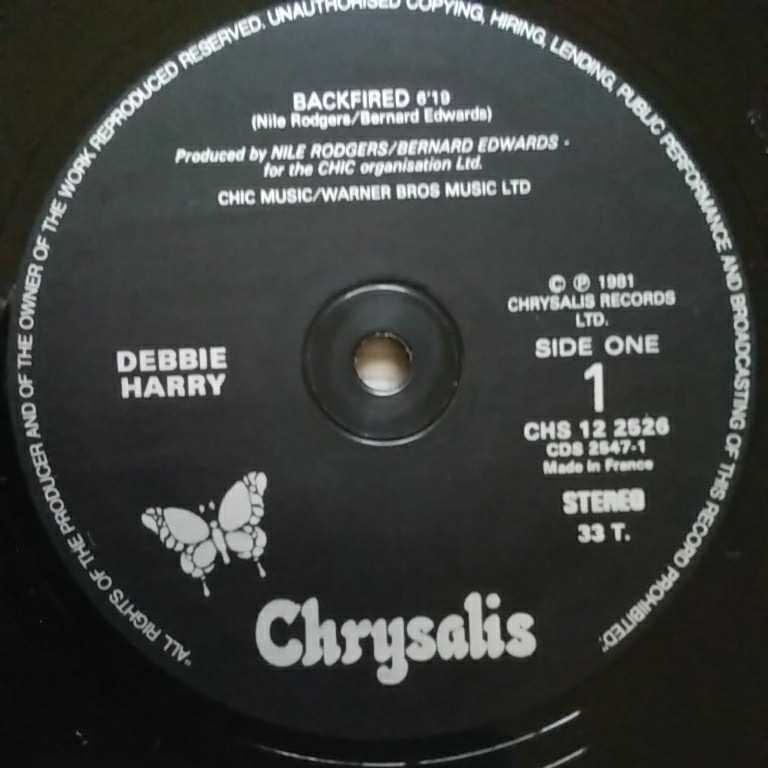 BACKFIRED 6'19
(Nile Rodgers/Bernard Edwards)
Produced by NILE RODGERS/BERNARD EDWARDS -
for the CHIC organisation Ltd.
CHIC MUSIC/WARNER BROS MUSIC LTD
© ℗ 1981
CHRYSALIS RECORDS
LTD.
SIDE ONE
1
DEBBIE
HARRY
CHS 12 2526
CDS 2547-1
Made in France
STEREO
33 T.
Chrysalis
"ALL RIGHTS OF THE PRODUCER AND OF THE OWNER OF THE WORK REPRODUCED RESERVED. UNAUTHORISED COPYING, HIRING, LENDING, PUBLIC PERFORMANCE AND BROADCASTING OF THIS RECORD PROHIBITED."